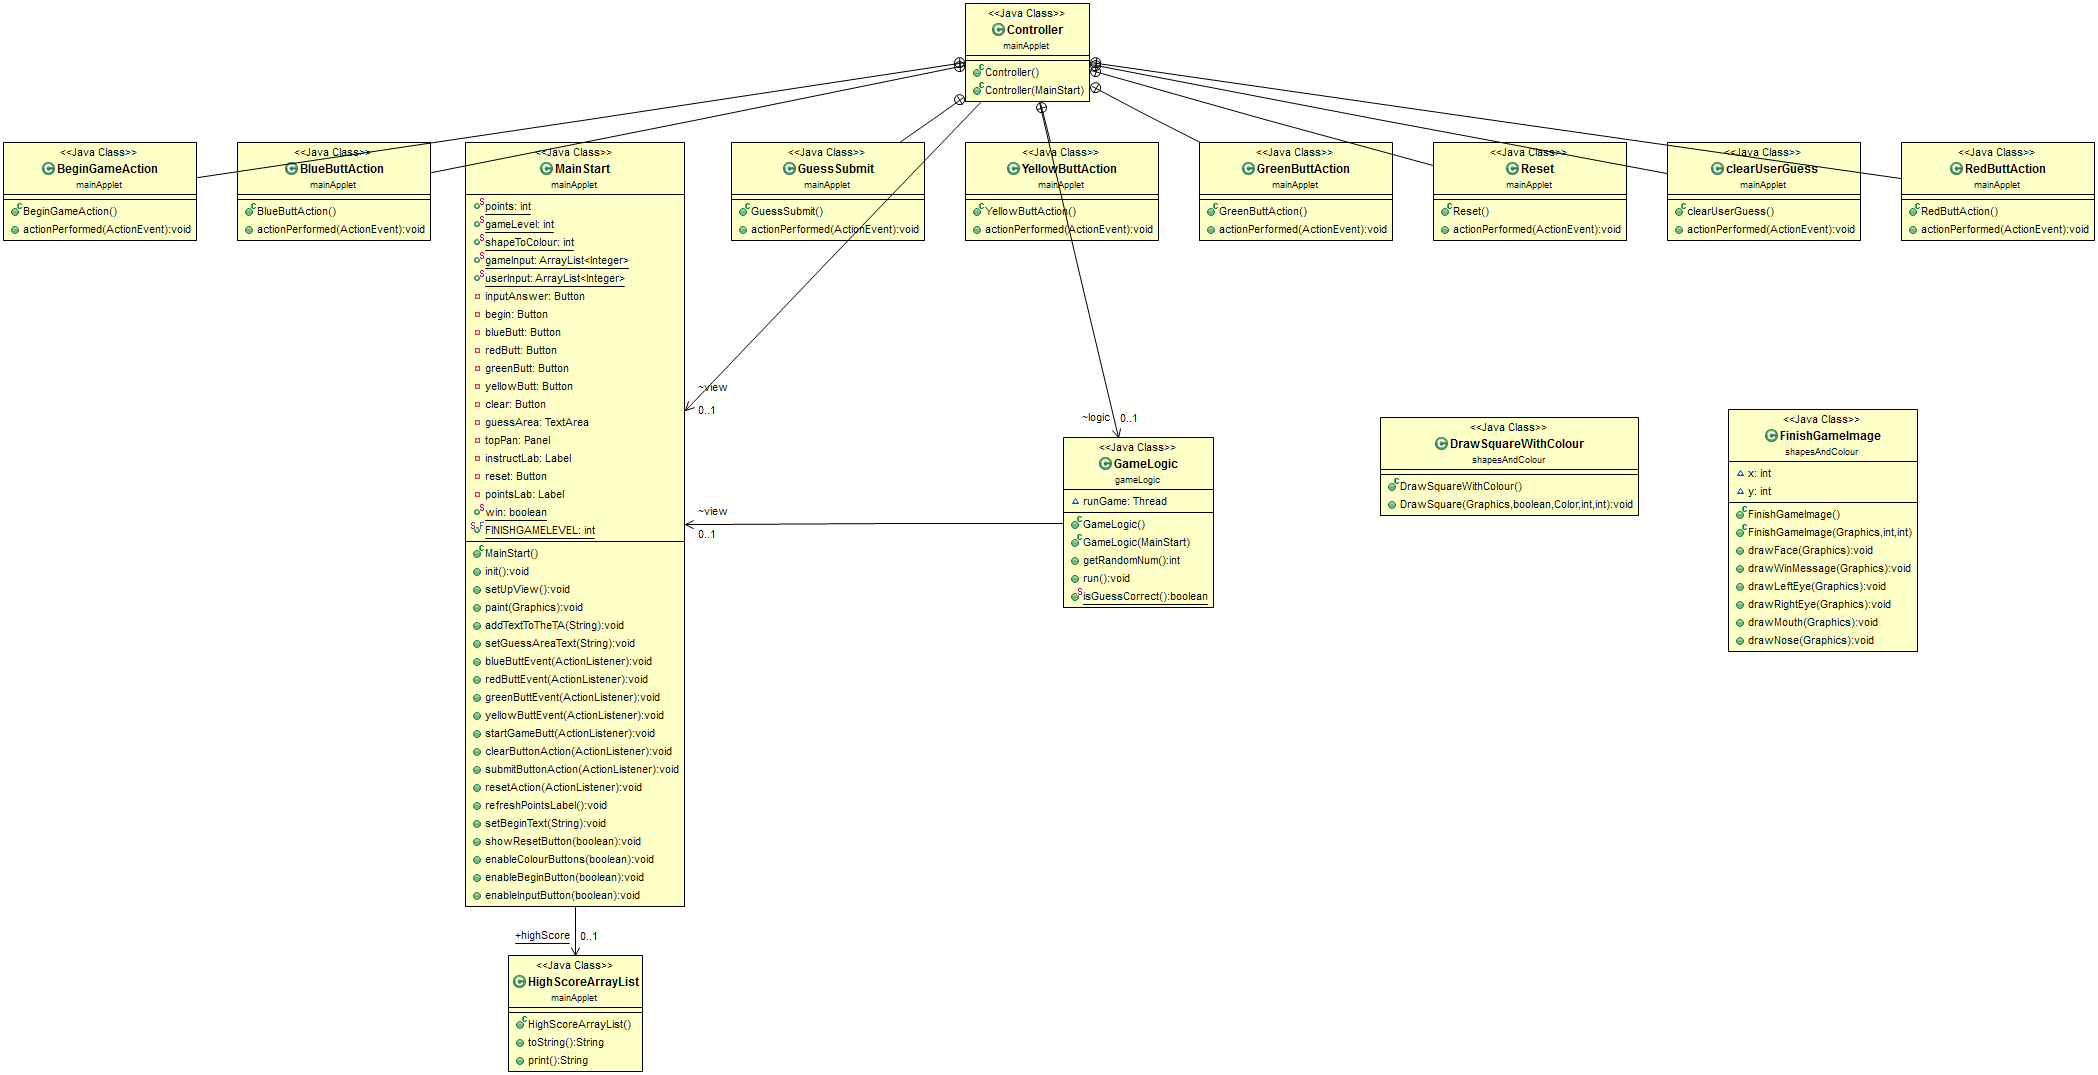 <<Java Class>>
Controller
mainApplet
Controller()
Controller(MainStart)
<<Java Class>>
BeginGameAction
mainApplet
BeginGameAction()
actionPerformed(ActionEvent):void
<<Java Class>>
BlueButtAction
mainApplet
BlueButtAction()
actionPerformed(ActionEvent):void
<<Java Class>>
MainStart
mainApplet
points: int
gameLevel: int
shapeToColour: int
gameInput: ArrayList<Integer>
userInput: ArrayList<Integer>
inputAnswer: Button
begin: Button
blueButt: Button
redButt: Button
greenButt: Button
yellowButt: Button
clear: Button
guessArea: TextArea
topPan: Panel
instructLab: Label
reset: Button
pointsLab: Label
win: boolean
FINISHGAMELEVEL: int
MainStart()
init():void
setUpView():void
paint(Graphics):void
addTextToTheTA(String):void
setGuessAreaText(String):void
blueButtEvent(ActionListener):void
redButtEvent(ActionListener):void
greenButtEvent(ActionListener):void
yellowButtEvent(ActionListener):void
startGameButt(ActionListener):void
clearButtonAction(ActionListener):void
submitButtonAction(ActionListener):void
resetAction(ActionListener):void
refreshPointsLabel():void
setBeginText(String):void
showResetButton(boolean):void
enableColourButtons(boolean):void
enableBeginButton(boolean):void
enableInputButton(boolean):void
<<Java Class>>
GuessSubmit
mainApplet
GuessSubmit()
actionPerformed(ActionEvent):void
<<Java Class>>
YellowButtAction
mainApplet
YellowButtAction()
actionPerformed(ActionEvent):void
<<Java Class>>
GreenButtAction
mainApplet
GreenButtAction()
actionPerformed(ActionEvent):void
<<Java Class>>
Reset
mainApplet
Reset()
actionPerformed(ActionEvent):void
<<Java Class>>
clearUserGuess
mainApplet
clearUserGuess()
actionPerformed(ActionEvent):void
<<Java Class>>
RedButtAction
mainApplet
RedButtAction()
actionPerformed(ActionEvent):void
~view
0..1
~logic
0..1
~view
0..1
<<Java Class>>
GameLogic
gameLogic
runGame: Thread
GameLogic()
GameLogic(MainStart)
getRandomNum():int
run():void
isGuessCorrect():boolean
<<Java Class>>
DrawSquareWithColour
shapesAndColour
DrawSquareWithColour()
DrawSquare(Graphics,boolean,Color,int,int):void
<<Java Class>>
FinishGameImage
shapesAndColour
x: int
y: int
FinishGameImage()
FinishGameImage(Graphics,int,int)
drawFace(Graphics):void
drawWinMessage(Graphics):void
drawLeftEye(Graphics):void
drawRightEye(Graphics):void
drawMouth(Graphics):void
drawNose(Graphics):void
+highScore
0..1
<<Java Class>>
HighScoreArrayList
mainApplet
HighScoreArrayList()
toString():String
print():String